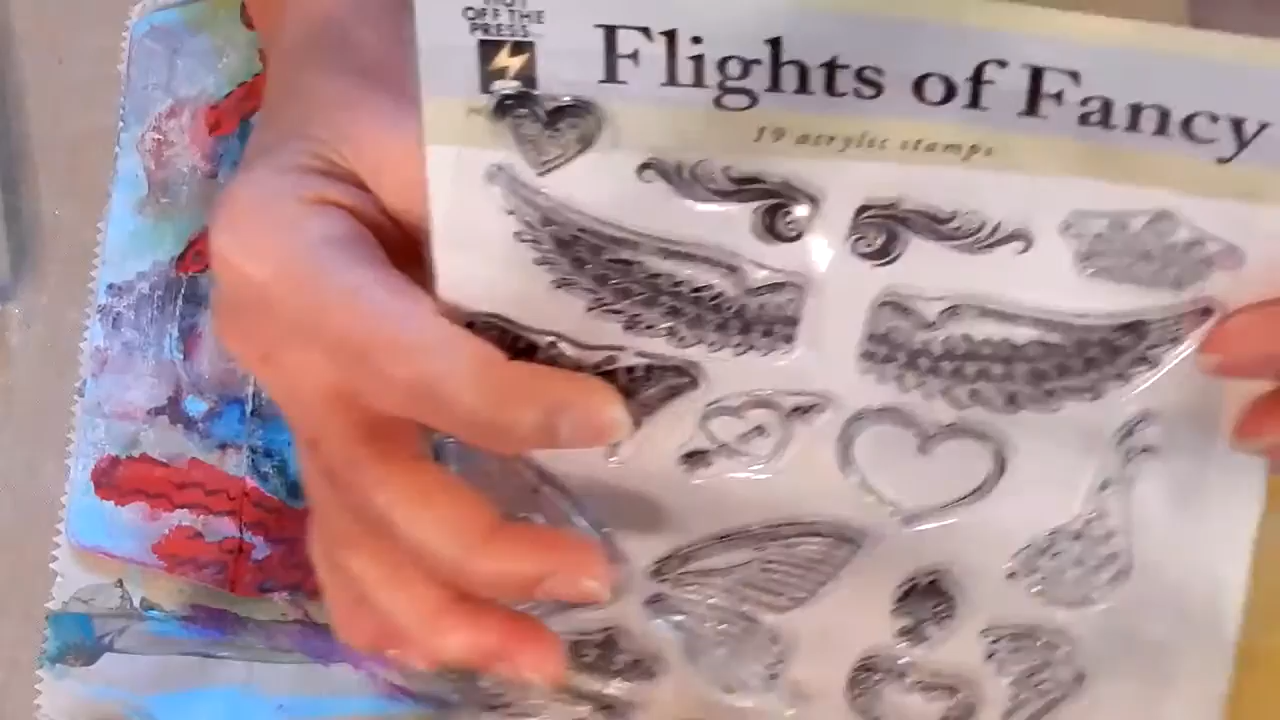 HOT
OFF THE
PRESS
Flights of Fancy
19 acrylic stamps